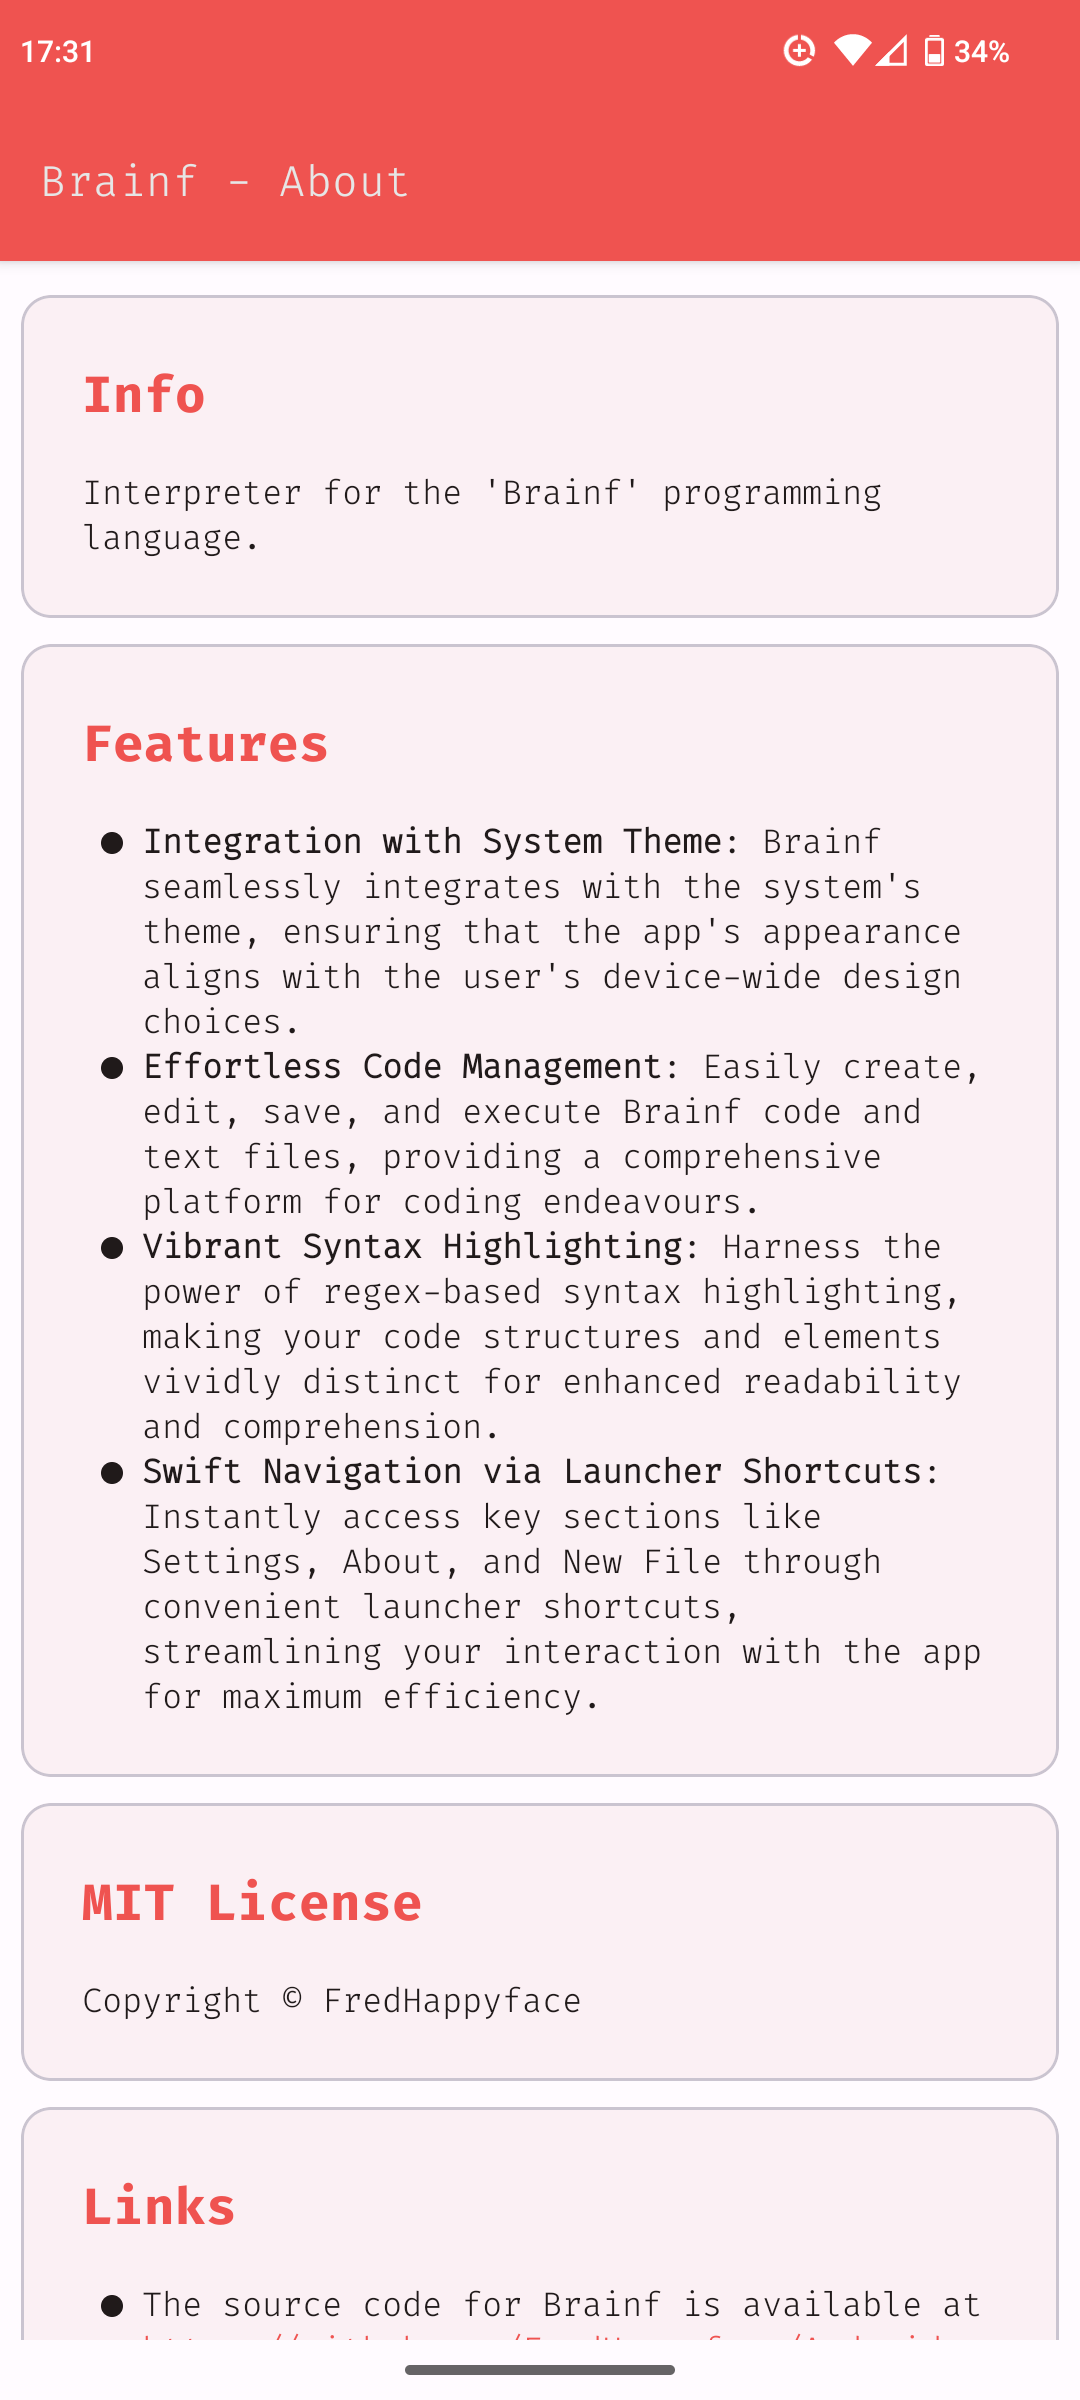 17:31
34%
Brainf - About
Info
Interpreter for the 'Brainf' programming
language.
Features
● Integration with System Theme: Brainf
seamlessly integrates with the system's
theme, ensuring that the app's appearance
aligns with the user's device-wide design
choices.
● Effortless Code Management: Easily create,
edit, save, and execute Brainf code and
text files, providing a comprehensive
platform for coding endeavours.
● Vibrant Syntax Highlighting: Harness the
power of regex-based syntax highlighting,
making your code structures and elements
vividly distinct for enhanced readability
and comprehension.
● Swift Navigation via Launcher Shortcuts:
Instantly access key sections like
Settings, About, and New File through
convenient launcher shortcuts,
streamlining your interaction with the app
for maximum efficiency.
MIT License
Copyright © FredHappyface
Links
● The source code for Brainf is available at